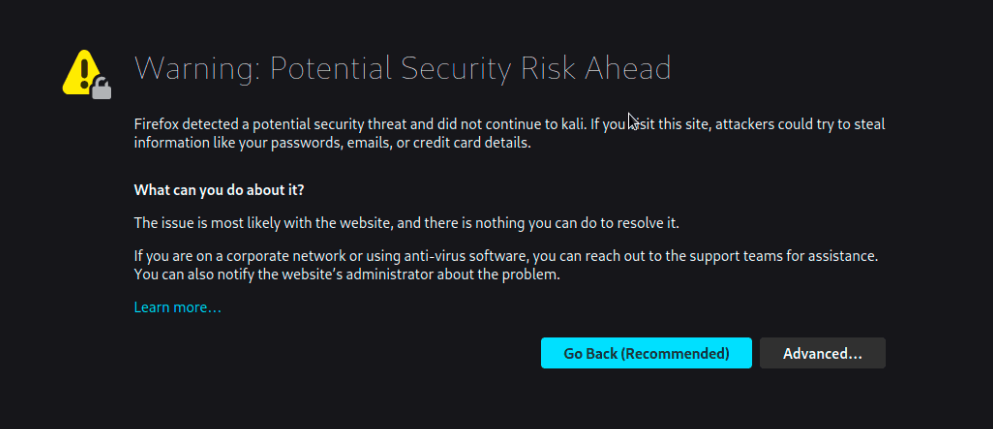 Warning: Potential Security Risk Ahead
Firefox detected a potential security threat and did not continue to kali. If you visit this site, attackers could try to steal
information like your passwords, emails, or credit card details.
What can you do about it?
The issue is most likely with the website, and there is nothing you can do to resolve it.
If you are on a corporate network or using anti-virus software, you can reach out to the support teams for assistance.
You can also notify the website’s administrator about the problem.
Learn more…
Go Back (Recommended)
Advanced…